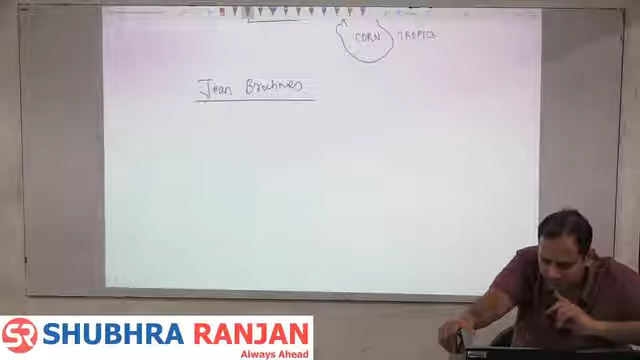 CORN TROPICS
Jean Brunhes
SR SHUBHRA RANJAN
Always Ahead